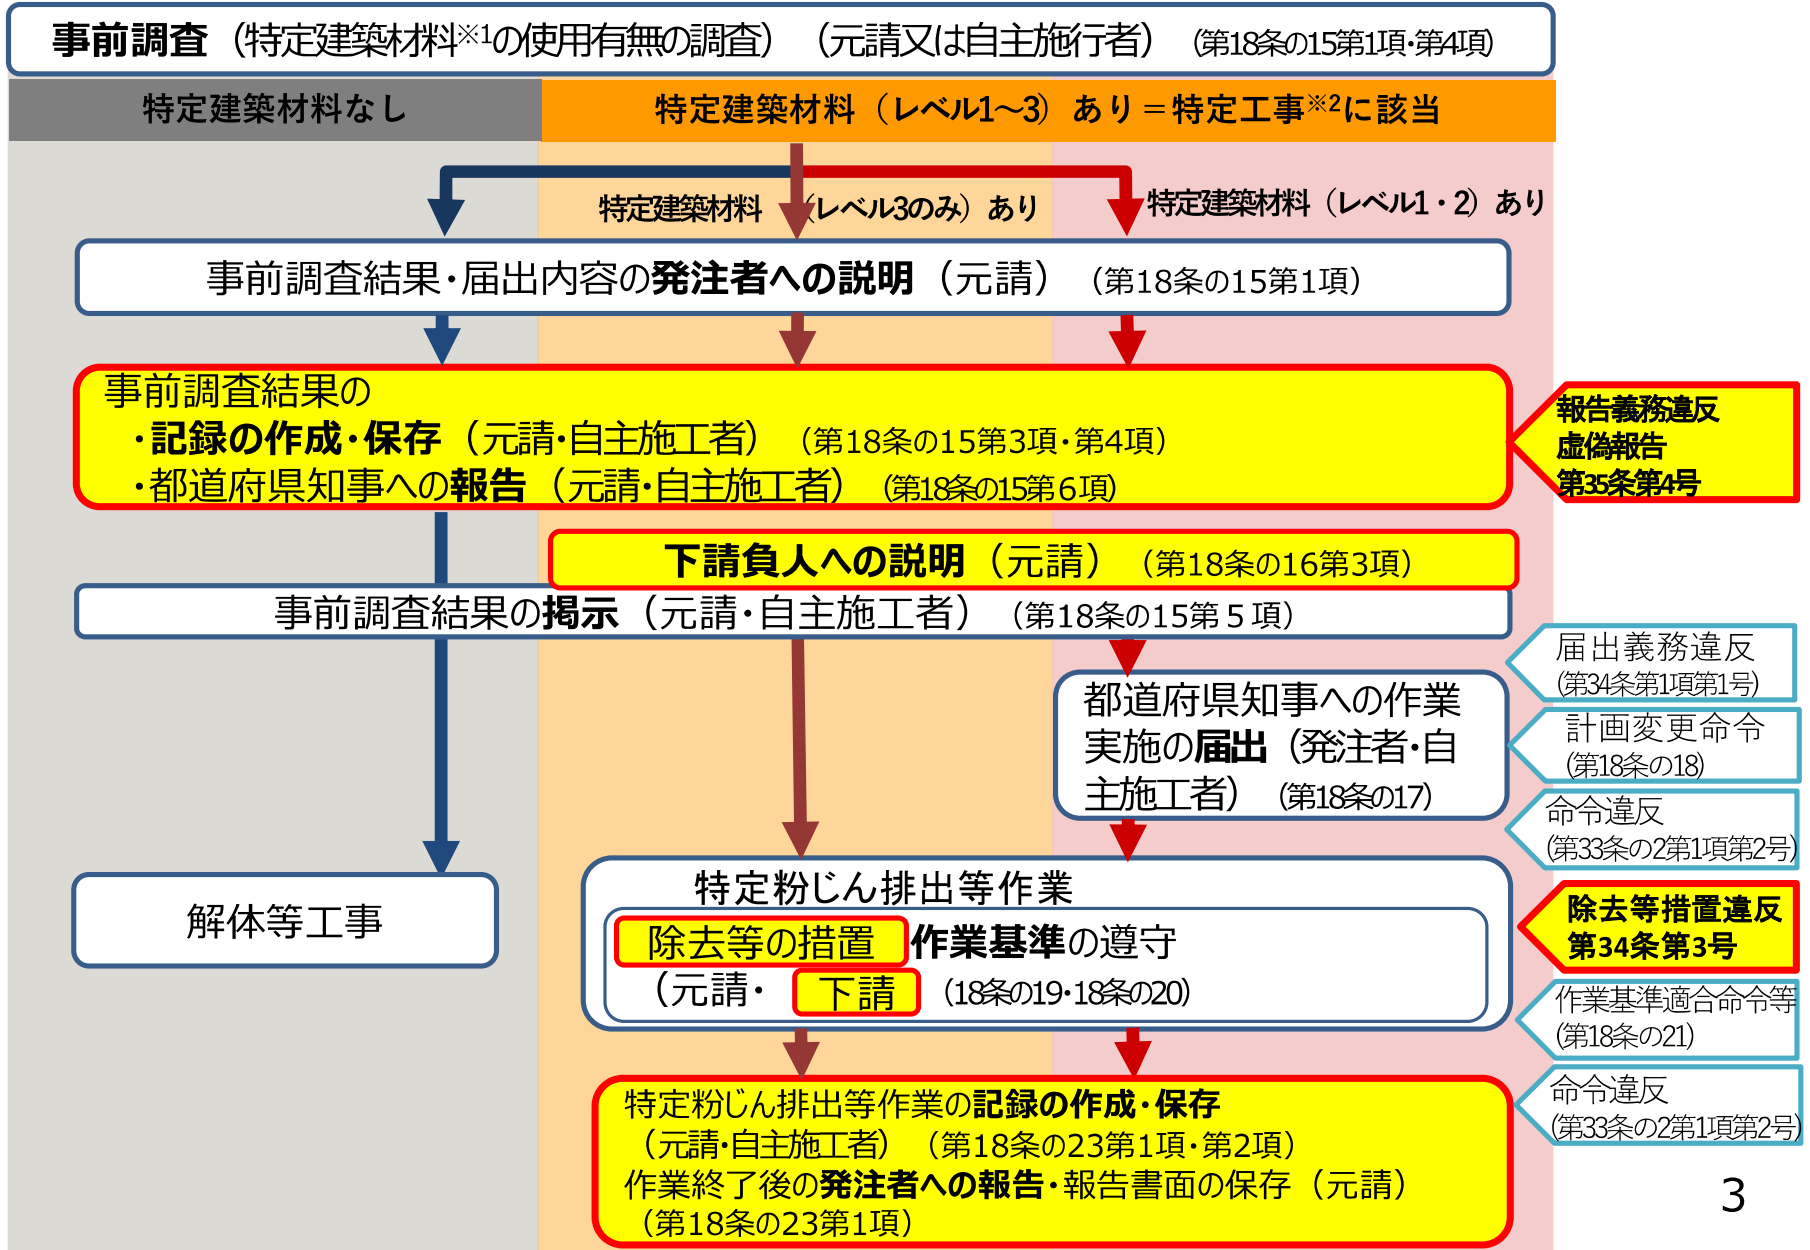 事前調査（特定建築材料※1の使用有無の調査）（元請又は自主施行者）（第18条の15第1項・第4項）
特定建築材料なし
特定建築材料（レベル1～3）あり＝特定工事※2に該当
特定建築材料　（レベル3のみ）あり
特定建築材料（レベル1・2）あり
事前調査結果・届出内容の発注者への説明（元請）（第18条の15第1項）
事前調査結果の
・記録の作成・保存（元請・自主施工者）（第18条の15第3項・第4項）
・都道府県知事への報告（元請・自主施工者）（第18条の15第６項）
報告義務違反
虚偽報告
第35条第4号
下請負人への説明（元請）（第18条の16第3項）
事前調査結果の掲示（元請・自主施工者）（第18条の15第５項）
届出義務違反
(第34条第1項第1号)
都道府県知事への作業
実施の届出（発注者・自
主施工者）（第18条の17）
計画変更命令
(第18条の18)
命令違反
(第33条の2第1項第2号)
解体等工事
特定粉じん排出等作業
除去等の措置 作業基準の遵守
（元請・ 下請 （18条の19・18条の20）
除去等措置違反
第34条第3号
作業基準適合命令等
(第18条の21)
命令違反
(第33条の2第1項第2号)
特定粉じん排出等作業の記録の作成・保存
（元請・自主施工者）（第18条の23第1項・第2項）
作業終了後の発注者への報告・報告書面の保存（元請）
（第18条の23第1項）
3